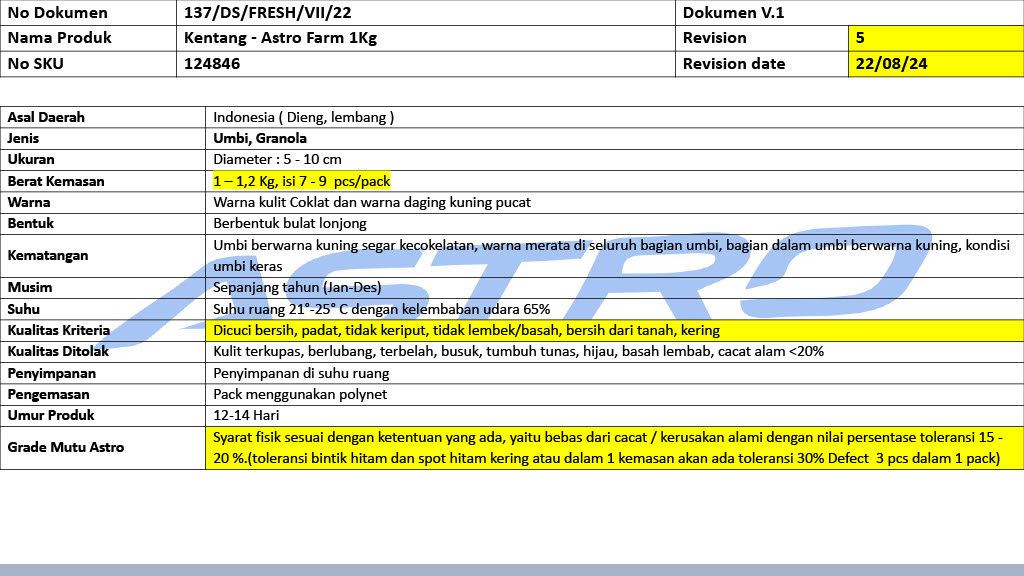 No Dokumen 137/DS/FRESH/VII/22 Dokumen V.1
Nama Produk Kentang - Astro Farm 1Kg Revision 5
No SKU 124846 Revision date 22/08/24
Asal Daerah Indonesia ( Dieng, lembang )
Jenis Umbi, Granola
Ukuran Diameter : 5 - 10 cm
Berat Kemasan 1 – 1,2 Kg, isi 7 - 9 pcs/pack
Warna Warna kulit Coklat dan warna daging kuning pucat
Bentuk Berbentuk bulat lonjong
Kematangan Umbi berwarna kuning segar kecokelatan, warna merata di seluruh bagian umbi, bagian dalam umbi berwarna kuning, kondisi
umbi keras
Musim Sepanjang tahun (Jan-Des)
Suhu Suhu ruang 21°-25° C dengan kelembaban udara 65%
Kualitas Kriteria Dicuci bersih, padat, tidak keriput, tidak lembek/basah, bersih dari tanah, kering
Kualitas Ditolak Kulit terkupas, berlubang, terbelah, busuk, tumbuh tunas, hijau, basah lembab, cacat alam <20%
Penyimpanan Penyimpanan di suhu ruang
Pengemasan Pack menggunakan polynet
Umur Produk 12-14 Hari
Grade Mutu Astro Syarat fisik sesuai dengan ketentuan yang ada, yaitu bebas dari cacat / kerusakan alami dengan nilai persentase toleransi 15 -
20 %.(toleransi bintik hitam dan spot hitam kering atau dalam 1 kemasan akan ada toleransi 30% Defect 3 pcs dalam 1 pack)
ASTRO